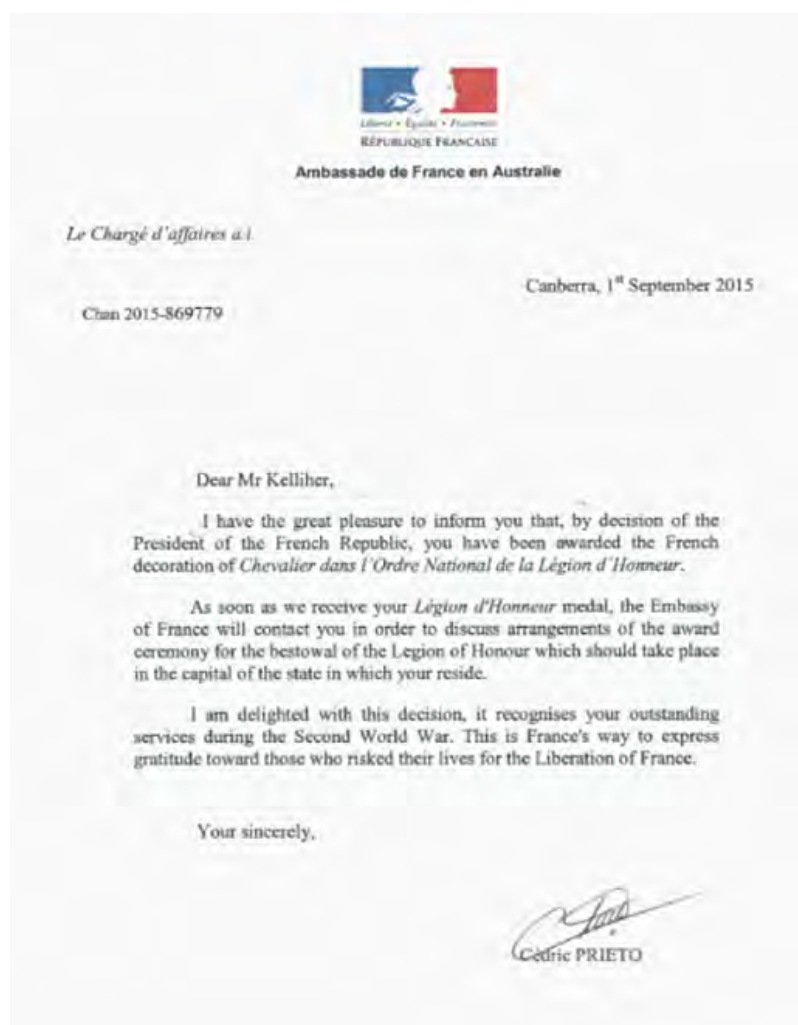 Liberté • Égalité • Fraternité
RÉPUBLIQUE FRANÇAISE
Ambassade de France en Australie
Le Chargé d'affaires a.i.
Canberra, 1st September 2015
Chan 2015-869779
Dear Mr Kelliher,
I have the great pleasure to inform you that, by decision of the
President of the French Republic, you have been awarded the French
decoration of Chevalier dans l'Ordre National de la Légion d'Honneur.
As soon as we receive your Légion d'Honneur medal, the Embassy
of France will contact you in order to discuss arrangements of the award
ceremony for the bestowal of the Legion of Honour which should take place
in the capital of the state in which your reside.
I am delighted with this decision, it recognises your outstanding
services during the Second World War. This is France's way to express
gratitude toward those who risked their lives for the Liberation of France.
Your sincerely,
Cédric PRIETO